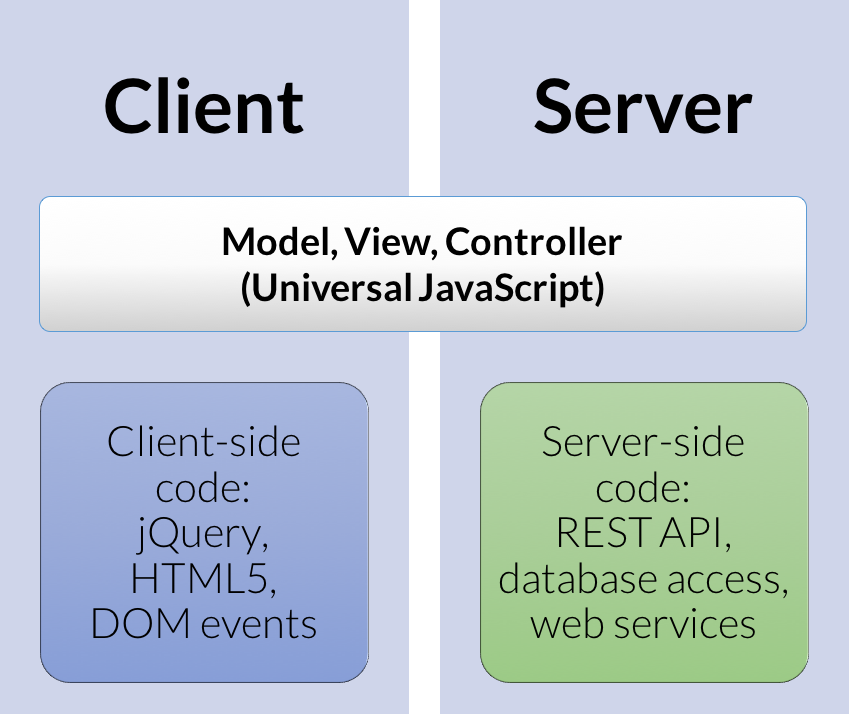 Client
Server
Model, View, Controller
(Universal JavaScript)
Client-side
code:
jQuery,
HTML5,
DOM events
Server-side
code:
REST API,
database access,
web services